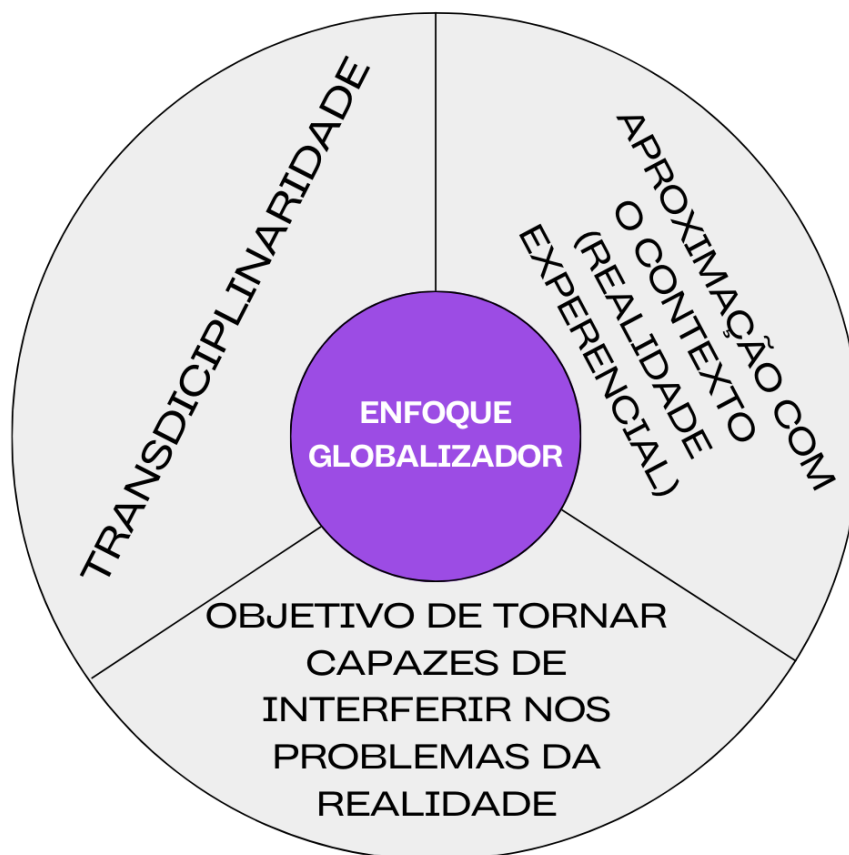 TRANSDICIPLINARIDADE
APROXIMAÇÃO COM
O CONTEXTO
(REALIDADE
EXPERENCIAL)
ENFOQUE
GLOBALIZADOR
OBJETIVO DE TORNAR
CAPAZES DE
INTERFERIR NOS
PROBLEMAS DA
REALIDADE